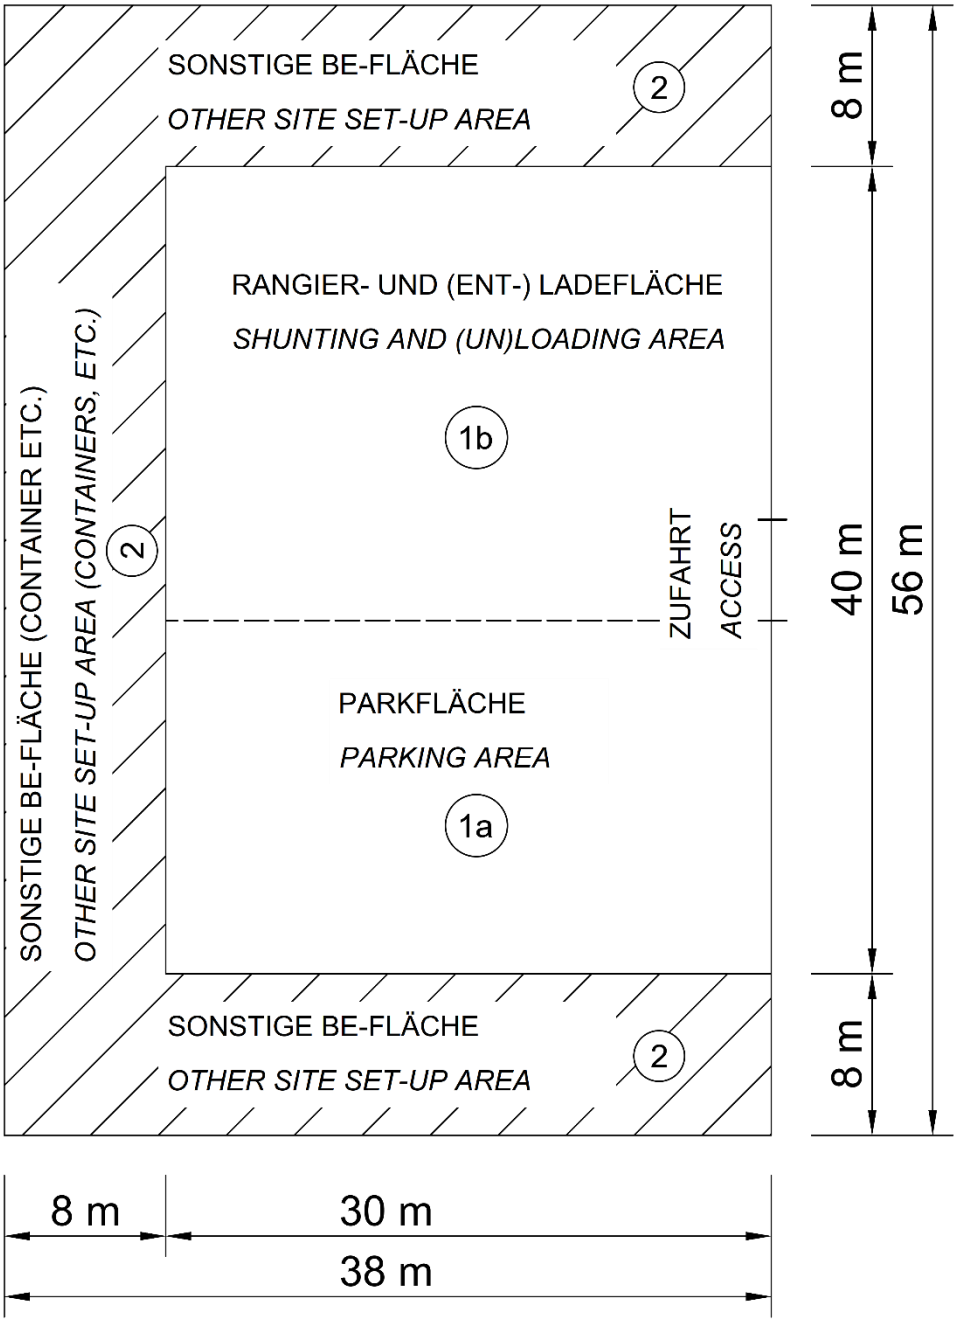 SONSTIGE BE-FLÄCHE
OTHER SITE SET-UP AREA
2
8 m
RANGIER- UND (ENT-) LADEFLÄCHE
SHUNTING AND (UN)LOADING AREA
1b
SONSTIGE BE-FLÄCHE (CONTAINER ETC.)
OTHER SITE SET-UP AREA (CONTAINERS, ETC.)
2
ZUFAHRT
ACCESS
40 m
56 m
PARKFLÄCHE
PARKING AREA
1a
SONSTIGE BE-FLÄCHE
OTHER SITE SET-UP AREA
2
8 m
8 m
30 m
38 m